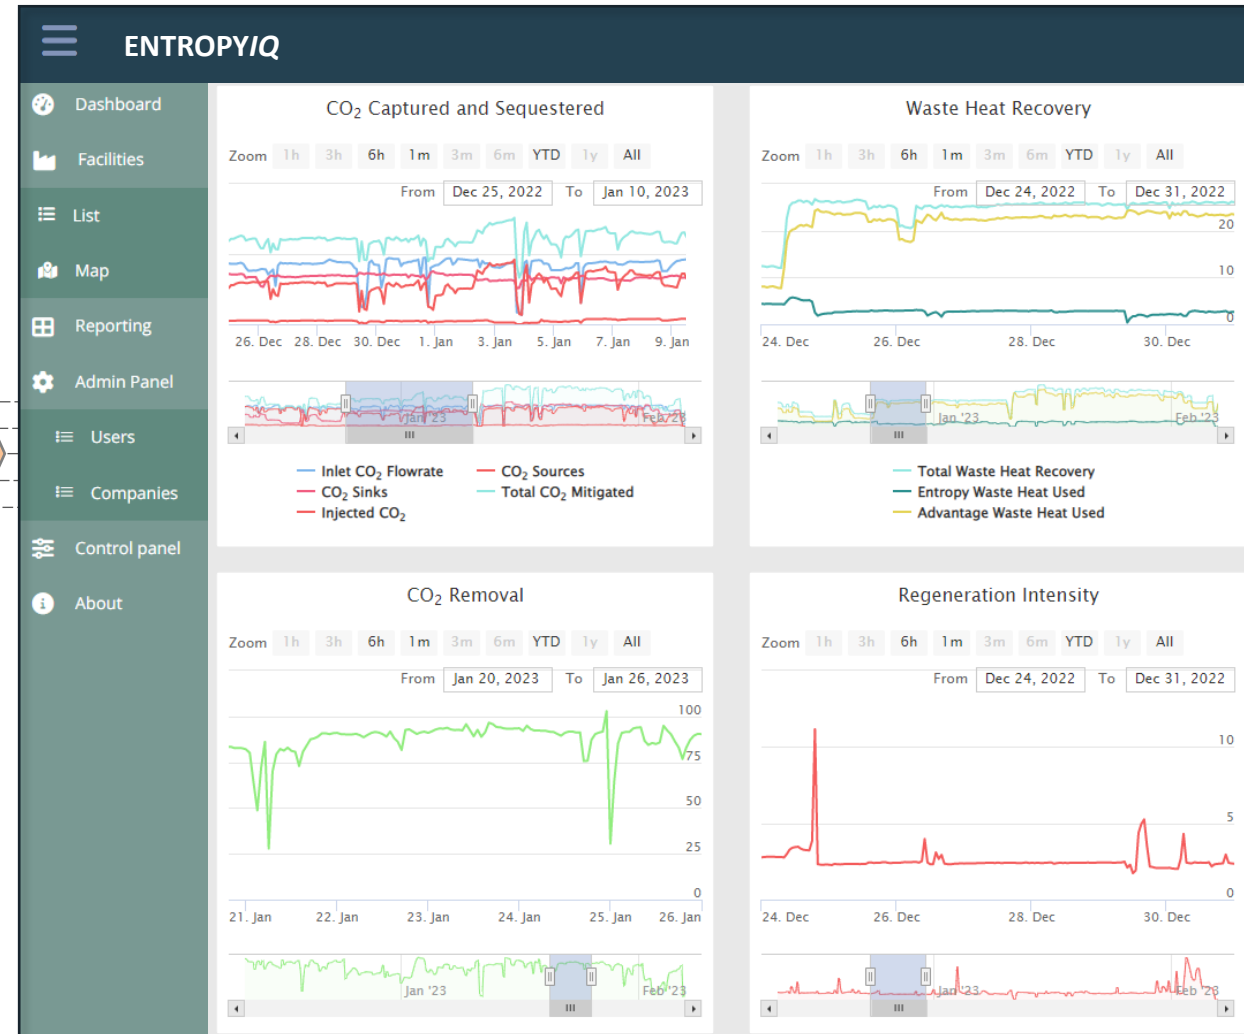 ENTROPYIQ
Dashboard
Facilities
List
Map
Reporting
Admin Panel
Users
Companies
Control panel
About
CO₂ Captured and Sequestered
Zoom 1h 3h 6h 1m 3m 6m YTD 1y All
From Dec 25, 2022 To Jan 10, 2023
26. Dec 28. Dec 30. Dec 1. Jan 3. Jan 5. Jan 7. Jan 9. Jan
Jan '23 Feb '23
Inlet CO₂ Flowrate CO₂ Sources
CO₂ Sinks Total CO₂ Mitigated
Injected CO₂
Waste Heat Recovery
Zoom 1h 3h 6h 1m 3m 6m YTD 1y All
From Dec 24, 2022 To Dec 31, 2022
20
10
0
24. Dec 26. Dec 28. Dec 30. Dec
Jan '23 Feb '23
Total Waste Heat Recovery
Entropy Waste Heat Used
Advantage Waste Heat Used
CO₂ Removal
Zoom 1h 3h 6h 1m 3m 6m YTD 1y All
From Jan 20, 2023 To Jan 26, 2023
100
75
50
25
0
21. Jan 22. Jan 23. Jan 24. Jan 25. Jan 26. Jan
Jan '23 Feb '23
Regeneration Intensity
Zoom 1h 3h 6h 1m 3m 6m YTD 1y All
From Dec 24, 2022 To Dec 31, 2022
10
5
0
24. Dec 26. Dec 28. Dec 30. Dec
Jan '23 Feb '23